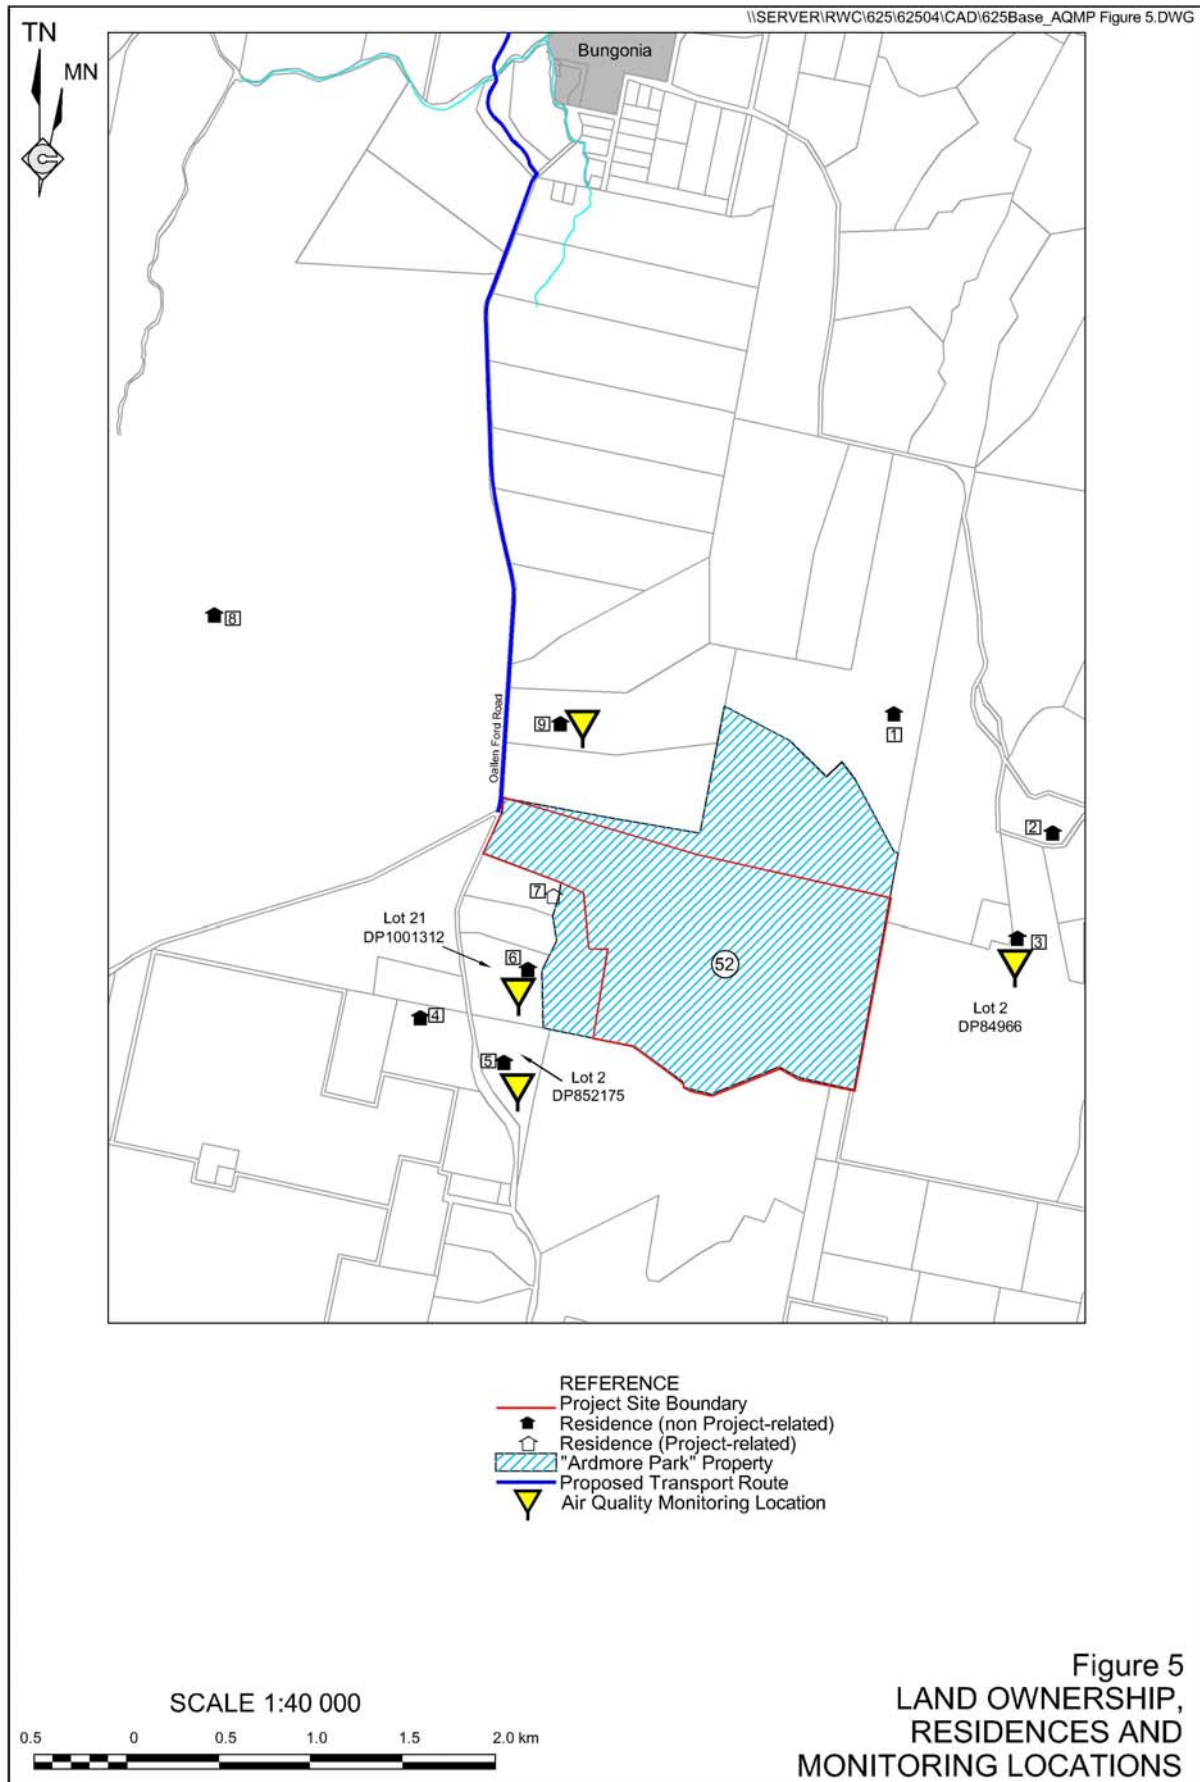 \\SERVER\RWC\625\62504\CAD\625Base_AQMP Figure 5.DWG
TN
MN
Bungonia
8
Oallen Ford Road
9
1
2
7
Lot 21
DP1001312
6
52
3
4
Lot 2
DP84966
5
Lot 2
DP852175
REFERENCE
Project Site Boundary
Residence (non Project-related)
Residence (Project-related)
"Ardmore Park" Property
Proposed Transport Route
Air Quality Monitoring Location
SCALE 1:40 000
0.5 0 0.5 1.0 1.5 2.0 km
Figure 5
LAND OWNERSHIP,
RESIDENCES AND
MONITORING LOCATIONS